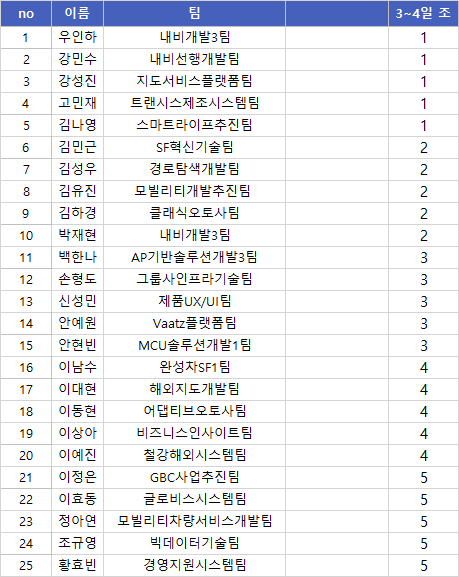 no 이름 팀 3~4일 조
1 우인하 내비개발3팀 1
2 강민수 내비선행개발팀 1
3 강성진 지도서비스플랫폼팀 1
4 고민재 트랜시스제조시스템팀 1
5 김나영 스마트라이프추진팀 1
6 김민근 SF혁신기술팀 2
7 김성우 경로탐색개발팀 2
8 김유진 모빌리티개발추진팀 2
9 김하경 클래식오토사팀 2
10 박재현 내비개발3팀 2
11 백한나 AP기반솔루션개발3팀 3
12 손형도 그룹사인프라기술팀 3
13 신성민 제품UX/UI팀 3
14 안예원 Vaatz플랫폼팀 3
15 안현빈 MCU솔루션개발1팀 3
16 이남수 완성차SF1팀 4
17 이대현 해외지도개발팀 4
18 이동현 어댑티브오토사팀 4
19 이상아 비즈니스인사이트팀 4
20 이예진 철강해외시스템팀 4
21 이정은 GBC사업추진팀 5
22 이효동 글로비스시스템팀 5
23 정아연 모빌리티차량서비스개발팀 5
24 조규영 빅데이터기술팀 5
25 황효빈 경영지원시스템팀 5